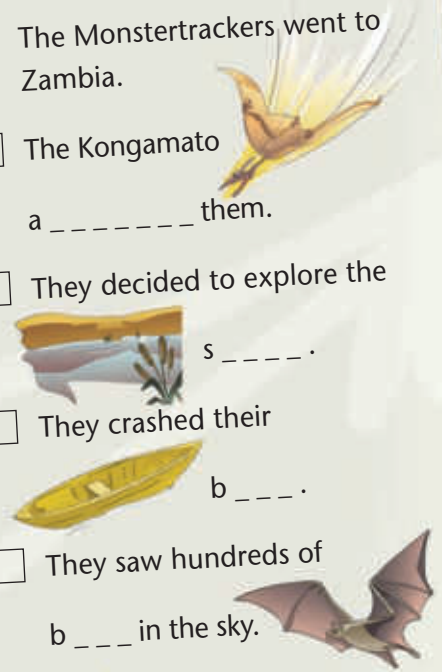 The Monstertrackers went to
Zambia.
The Kongamato
a _ _ _ _ _ _ _ them.
They decided to explore the
s _ _ _ _ .
They crashed their
b _ _ _ .
They saw hundreds of
b _ _ _ in the sky.